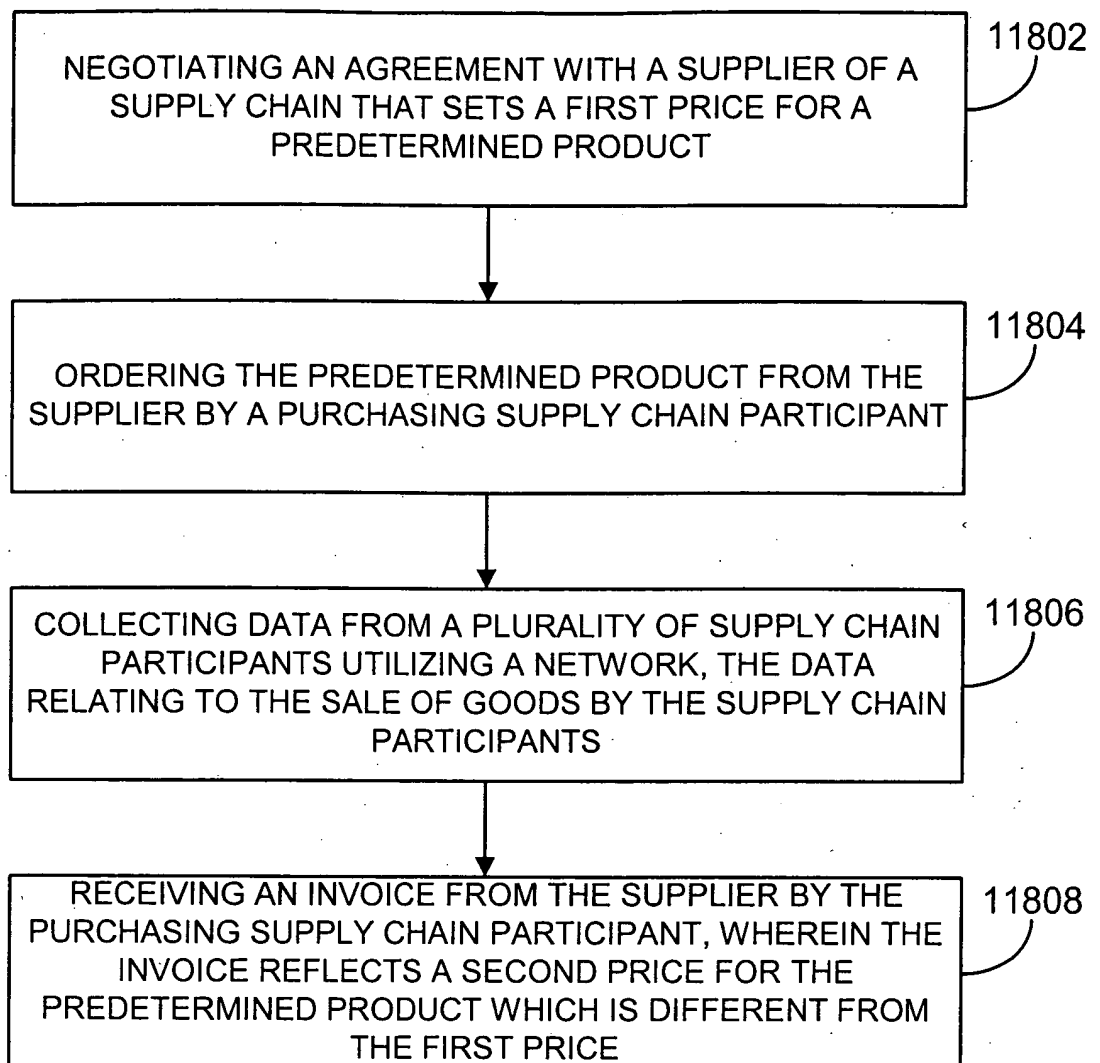 11802
NEGOTIATING AN AGREEMENT WITH A SUPPLIER OF A
SUPPLY CHAIN THAT SETS A FIRST PRICE FOR A
PREDETERMINED PRODUCT
11804
ORDERING THE PREDETERMINED PRODUCT FROM THE
SUPPLIER BY A PURCHASING SUPPLY CHAIN PARTICIPANT
11806
COLLECTING DATA FROM A PLURALITY OF SUPPLY CHAIN
PARTICIPANTS UTILIZING A NETWORK, THE DATA
RELATING TO THE SALE OF GOODS BY THE SUPPLY CHAIN
PARTICIPANTS
11808
RECEIVING AN INVOICE FROM THE SUPPLIER BY THE
PURCHASING SUPPLY CHAIN PARTICIPANT, WHEREIN THE
INVOICE REFLECTS A SECOND PRICE FOR THE
PREDETERMINED PRODUCT WHICH IS DIFFERENT FROM
THE FIRST PRICE